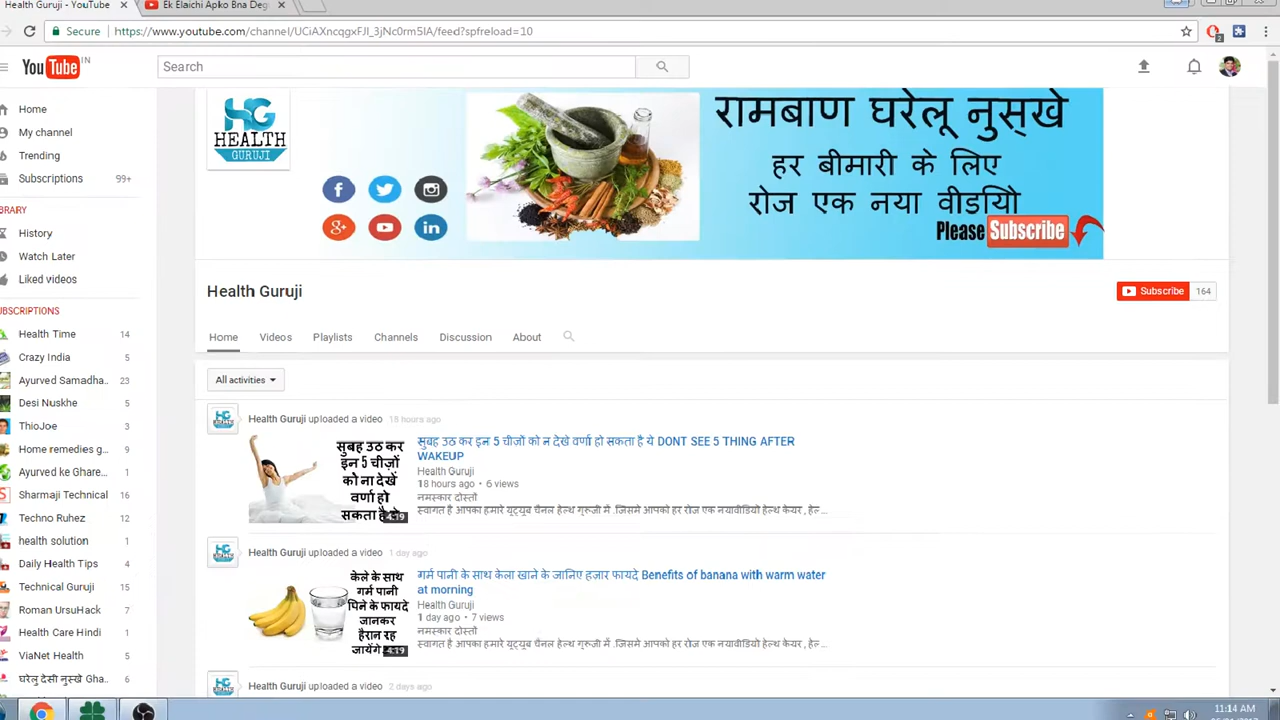 Health Guruji - YouTube
Ek Elaichi Apko Bna Deg
Secure
https://www.youtube.com/channel/UCiAXncqgxFJI_3jNc0rm5IA/feed?spfreload=10
2
YouTube IN
Search
Home
My channel
Trending
Subscriptions 99+
IBRARY
History
Watch Later
Liked videos
UBSCRIPTIONS
Health Time 14
Crazy India 5
Ayurved Samadha.. 23
Desi Nuskhe 5
ThioJoe 3
Home remedies g... 9
Ayurved ke Ghare... 1
Sharmaji Technical 16
Techno Ruhez 12
health solution 1
Daily Health Tips 4
Technical Guruji 7
Roman UrsuHack 7
Health Care Hindi 1
ViaNet Health 5
घरेलु देसी नुस्खे Gha... 6
HG
HEALTH
GURUJI
रामबाण घरेलू नुस्खे
हर बीमारी के लिए
रोज एक नया वीडियो
Please Subscribe
Health Guruji
Subscribe 164
Home Videos Playlists Channels Discussion About
All activities
Health Guruji uploaded a video 18 hours ago
सुबह उठ कर
इन 5 चीज़ों
को ना देखें
वर्णा हो
सकता है
4:19
सुबह उठ कर इन 5 चीजों को न देखे वर्णा हो सकता है ये DONT SEE 5 THING AFTER
WAKEUP
Health Guruji
18 hours ago • 6 views
नमस्कार दोस्तों
स्वागत है आपका हमारे यूट्यूब चैनल हेल्थ गुरूजी में .जिसमे आपको हर रोज एक नयावीडियो हेल्थ केयर , हेल्...
Health Guruji uploaded a video 1 day ago
केले के साथ
गर्म पानी
पिने के फायदे
जानकर
हैरान रह
जायेंगे
4:19
गर्म पानी के साथ केला खाने के जानिए हजार फायदे Benefits of banana with warm water
at morning
Health Guruji
1 day ago • 7 views
नमस्कार दोस्तों
स्वागत है आपका हमारे यूट्यूब चैनल हेल्थ गुरूजी में .जिसमे आपको हर रोज एक नयावीडियो हेल्थ केयर , हेल्...
Health Guruji uploaded a video 2 days ago
11:14 AM